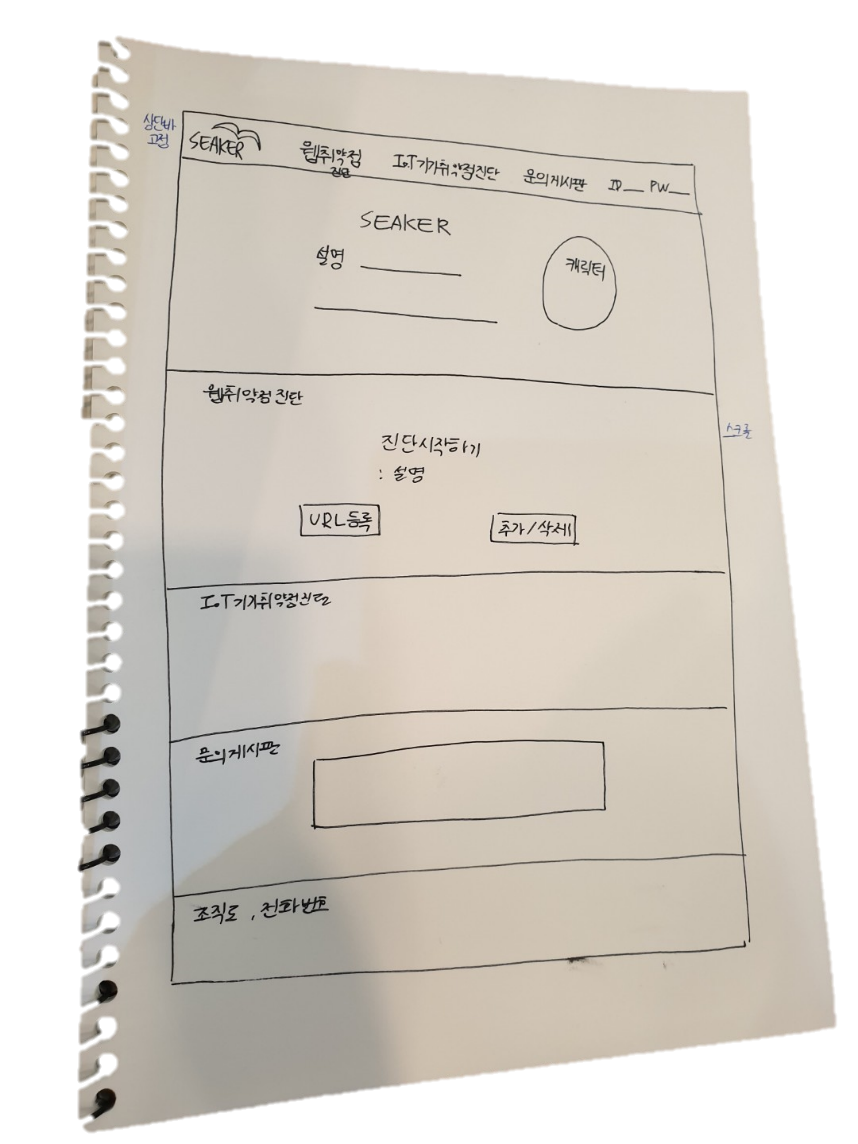 상단바
고정
SEAKER
웹취약점
진단
IoT기기취약점진단
문의게시판
ID
PW
SEAKER
설명
캐릭터
웹취약점 진단
스크롤
진단시작하기
: 설명
URL등록
추가/삭제
IoT기기취약점진단
문의게시판
조직도, 전화번호